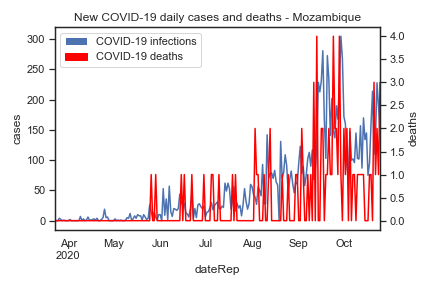 New COVID-19 daily cases and deaths - Mozambique
COVID-19 infections
COVID-19 deaths
300
250
200
150
100
50
0
cases
4.0
3.5
3.0
2.5
2.0
1.5
1.0
0.5
0.0
deaths
Apr May Jun Jul Aug Sep Oct
2020
dateRep